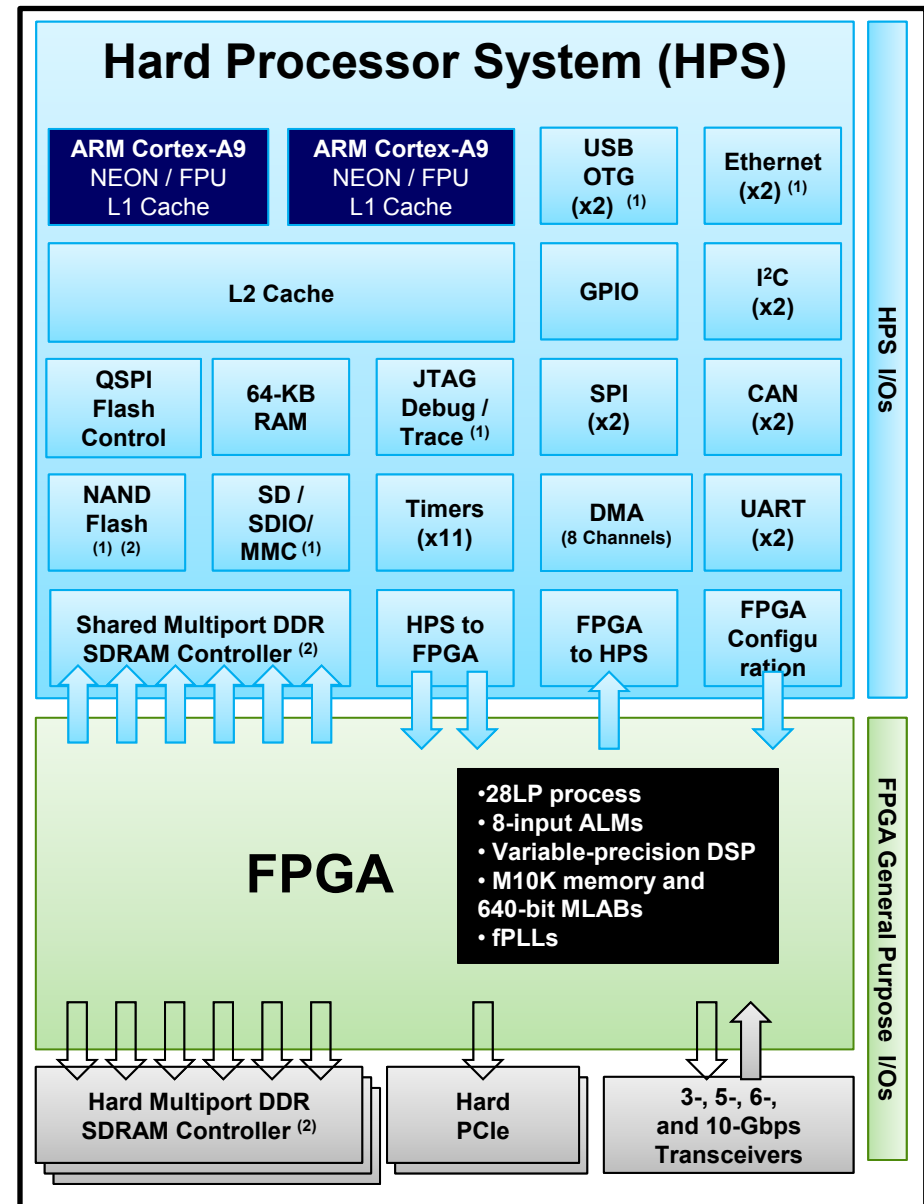 Hard Processor System (HPS)
ARM Cortex-A9
NEON / FPU
L1 Cache
ARM Cortex-A9
NEON / FPU
L1 Cache
USB
OTG
(x2) (1)
Ethernet
(x2) (1)
L2 Cache
GPIO
I²C
(x2)
QSPI
Flash
Control
64-KB
RAM
JTAG
Debug /
Trace (1)
SPI
(x2)
CAN
(x2)
NAND
Flash
(1) (2)
SD /
SDIO/
MMC (1)
Timers
(x11)
DMA
(8 Channels)
UART
(x2)
Shared Multiport DDR
SDRAM Controller (2)
HPS to
FPGA
FPGA
to HPS
FPGA
Configu
ration
HPS I/Os
FPGA
•28LP process
• 8-input ALMs
• Variable-precision DSP
• M10K memory and
640-bit MLABs
• fPLLs
FPGA General Purpose I/Os
Hard Multiport DDR
SDRAM Controller (2)
Hard
PCIe
3-, 5-, 6-,
and 10-Gbps
Transceivers